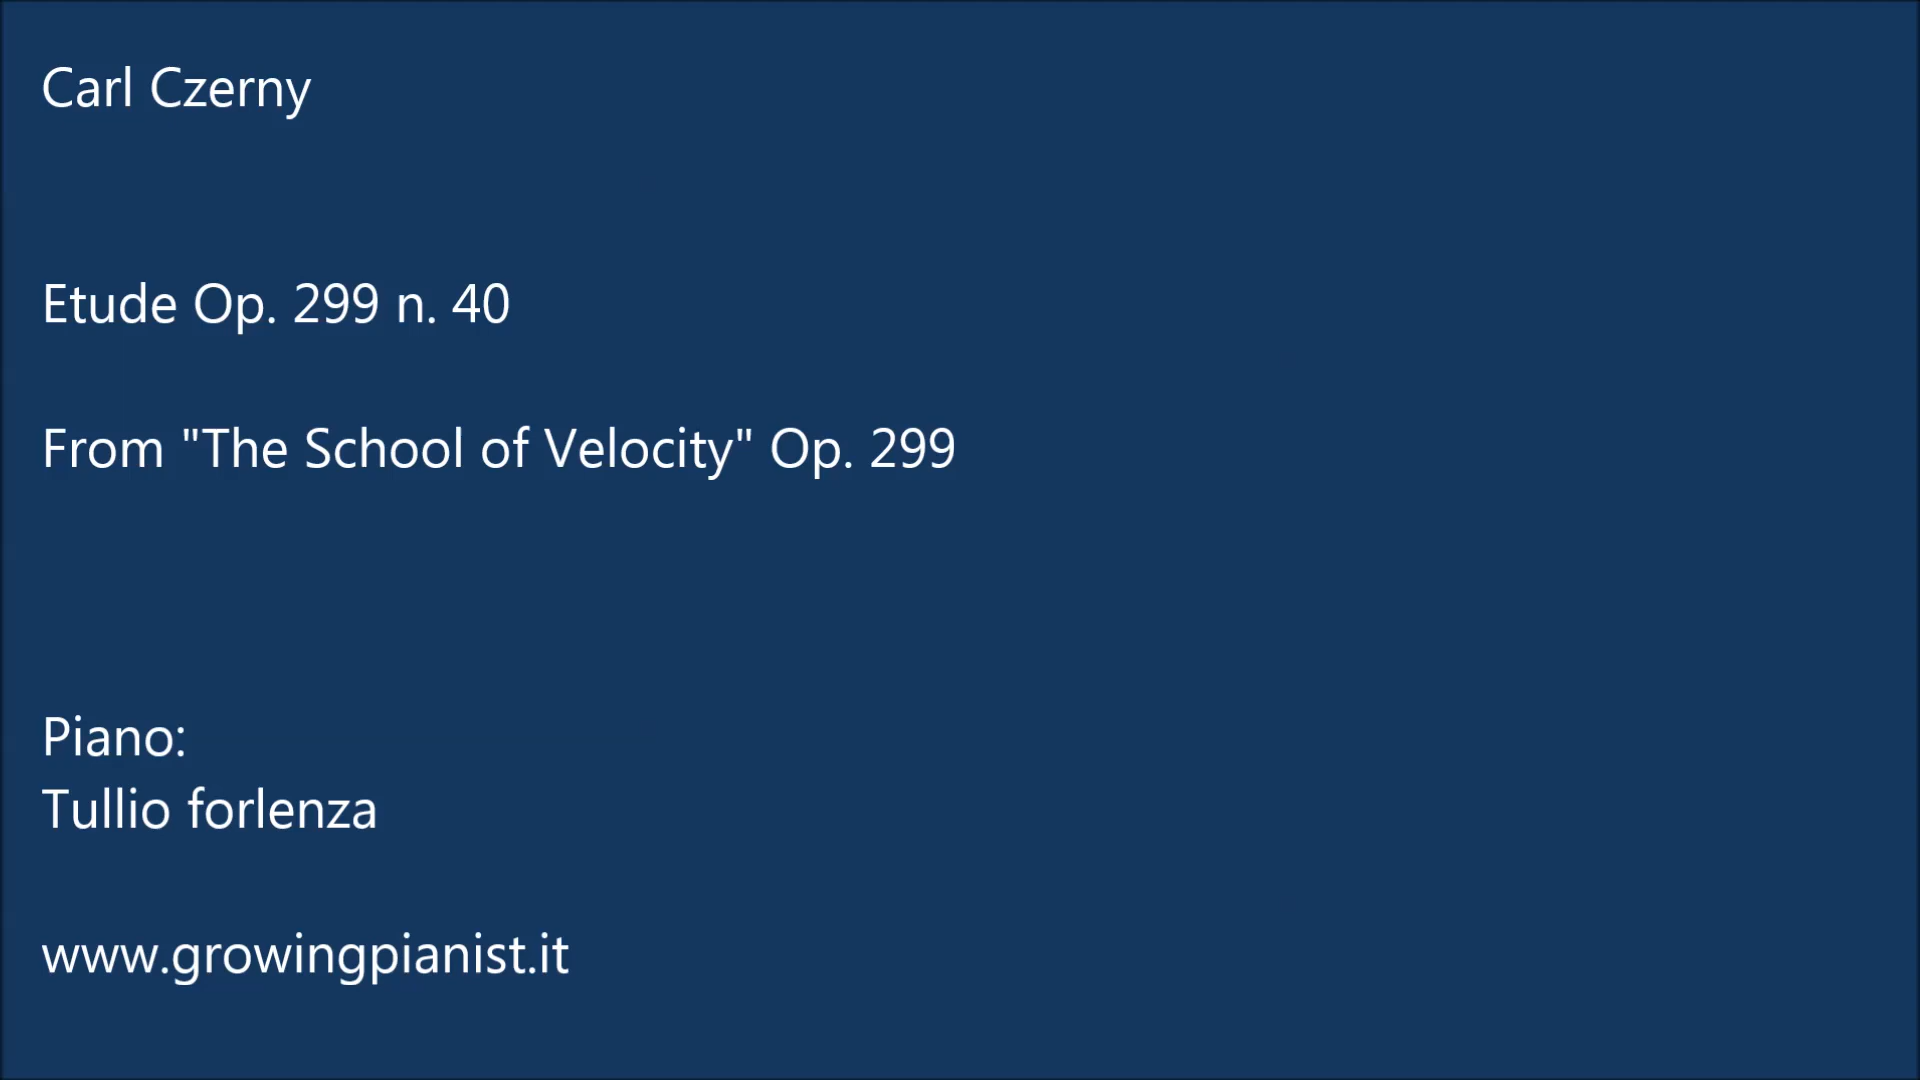 Carl Czerny
Etude Op. 299 n. 40
From "The School of Velocity" Op. 299
Piano:
Tullio forlenza
www.growingpianist.it